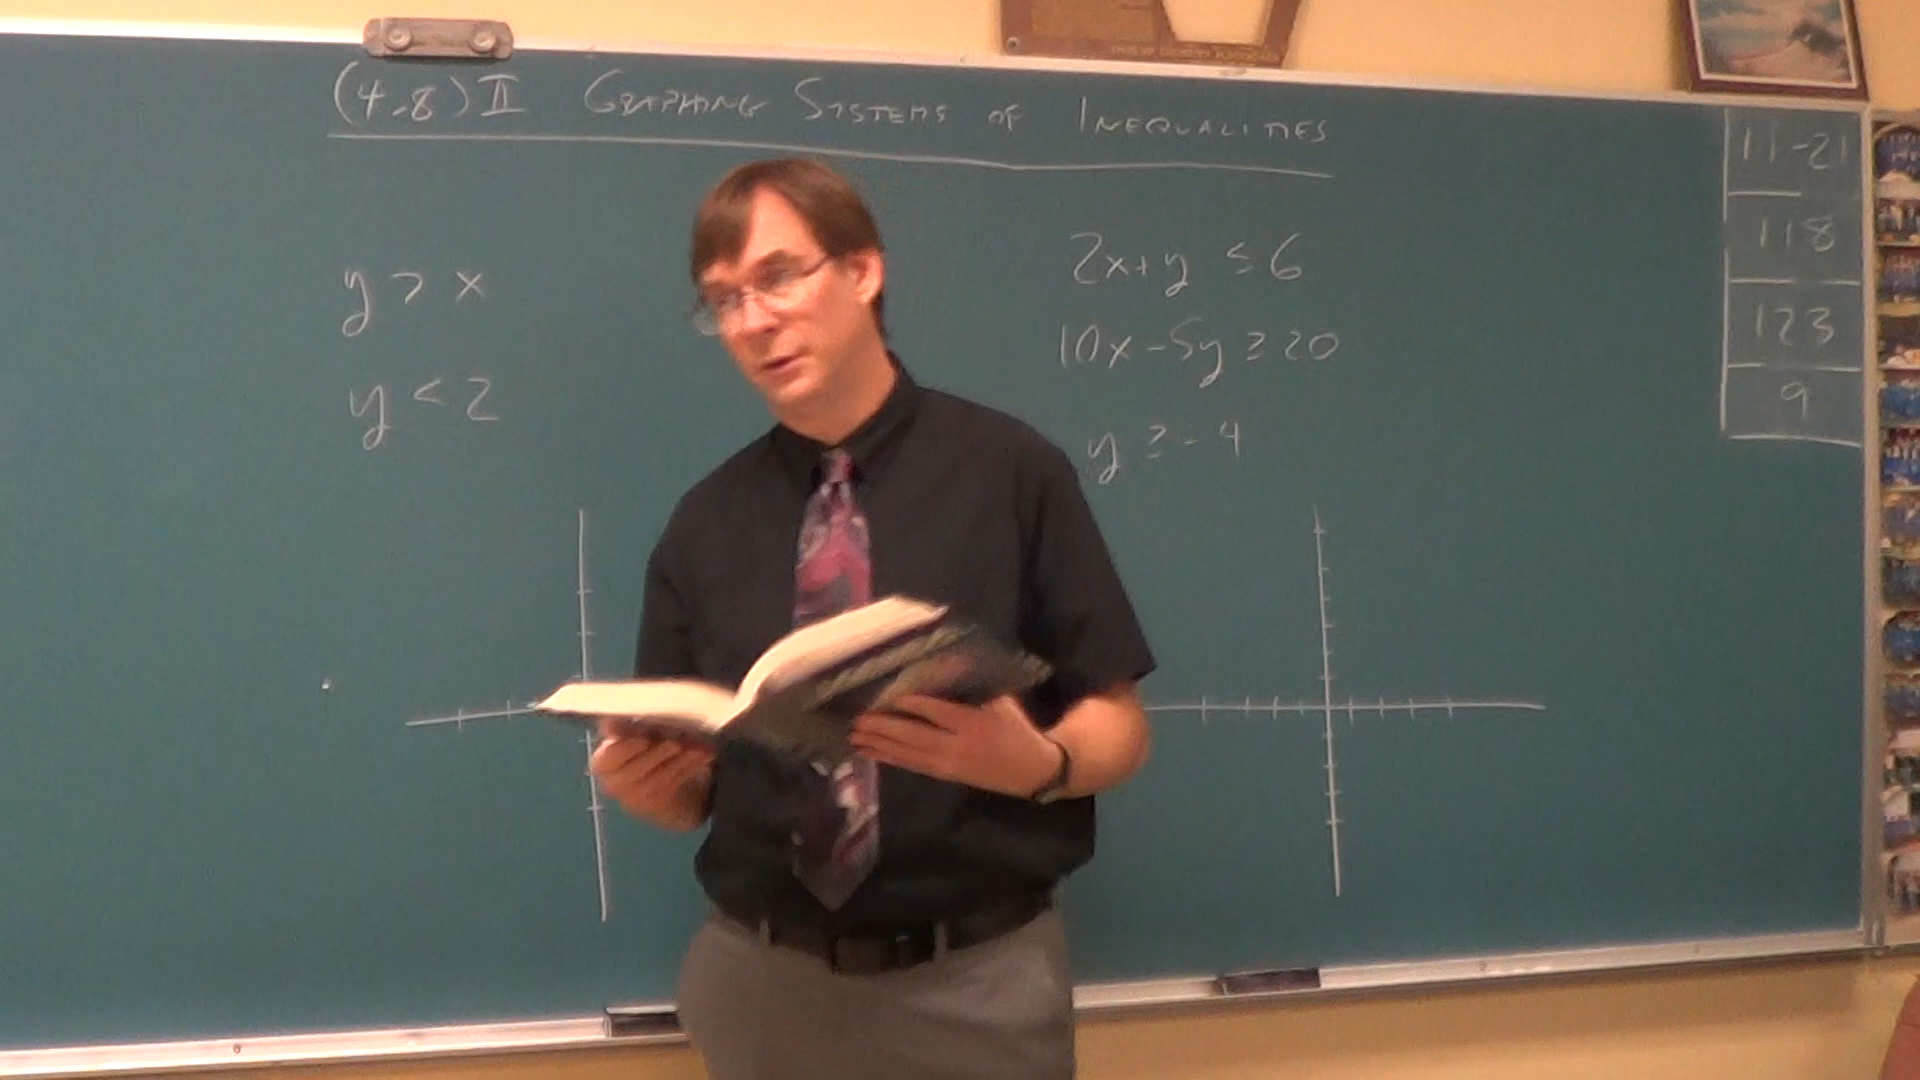 (4-8) II GRAPHING SYSTEMS OF INEQUALITIES
y > x
y < 2
2x+y ≤ 6
10x-5y ≥ 20
y ≥ -4
11-21
118
123
9